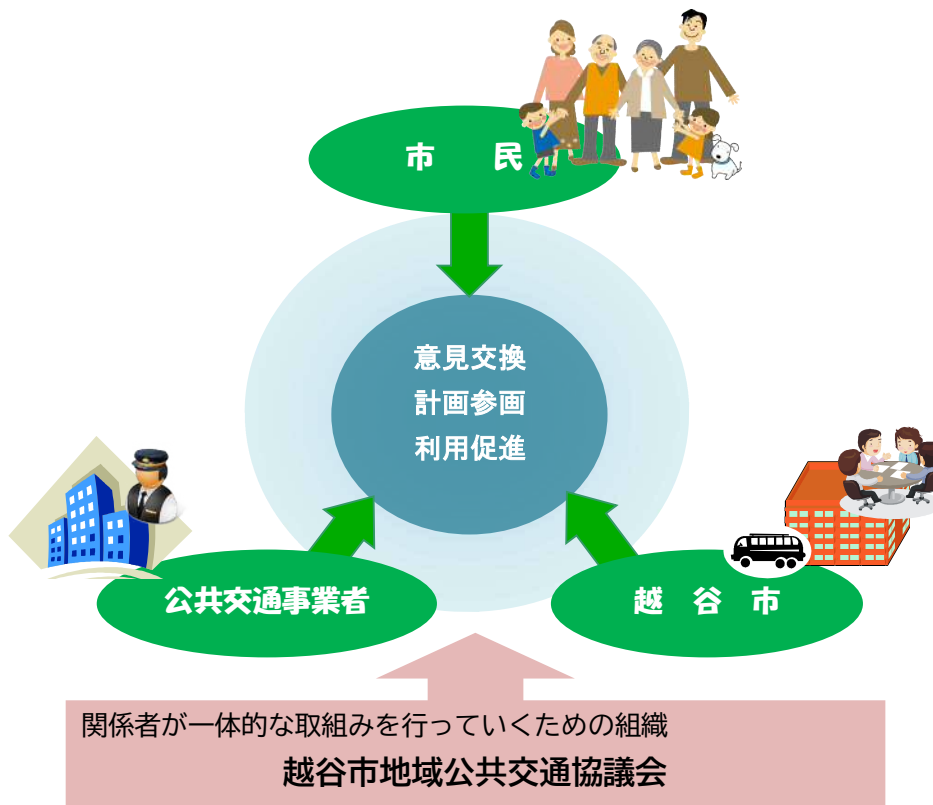 市 民
意見交換
計画参画
利用促進
公共交通事業者
越 谷 市
関係者が一体的な取組みを行っていくための組織
越谷市地域公共交通協議会